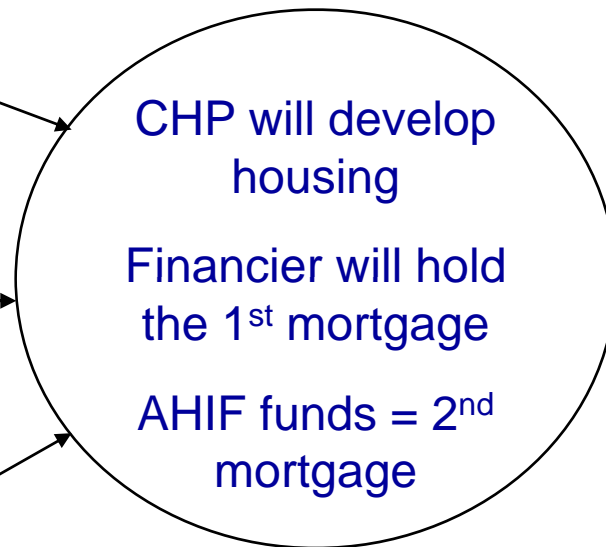 CHP will develop
housing
Financier will hold
the 1st mortgage
AHIF funds = 2nd
mortgage